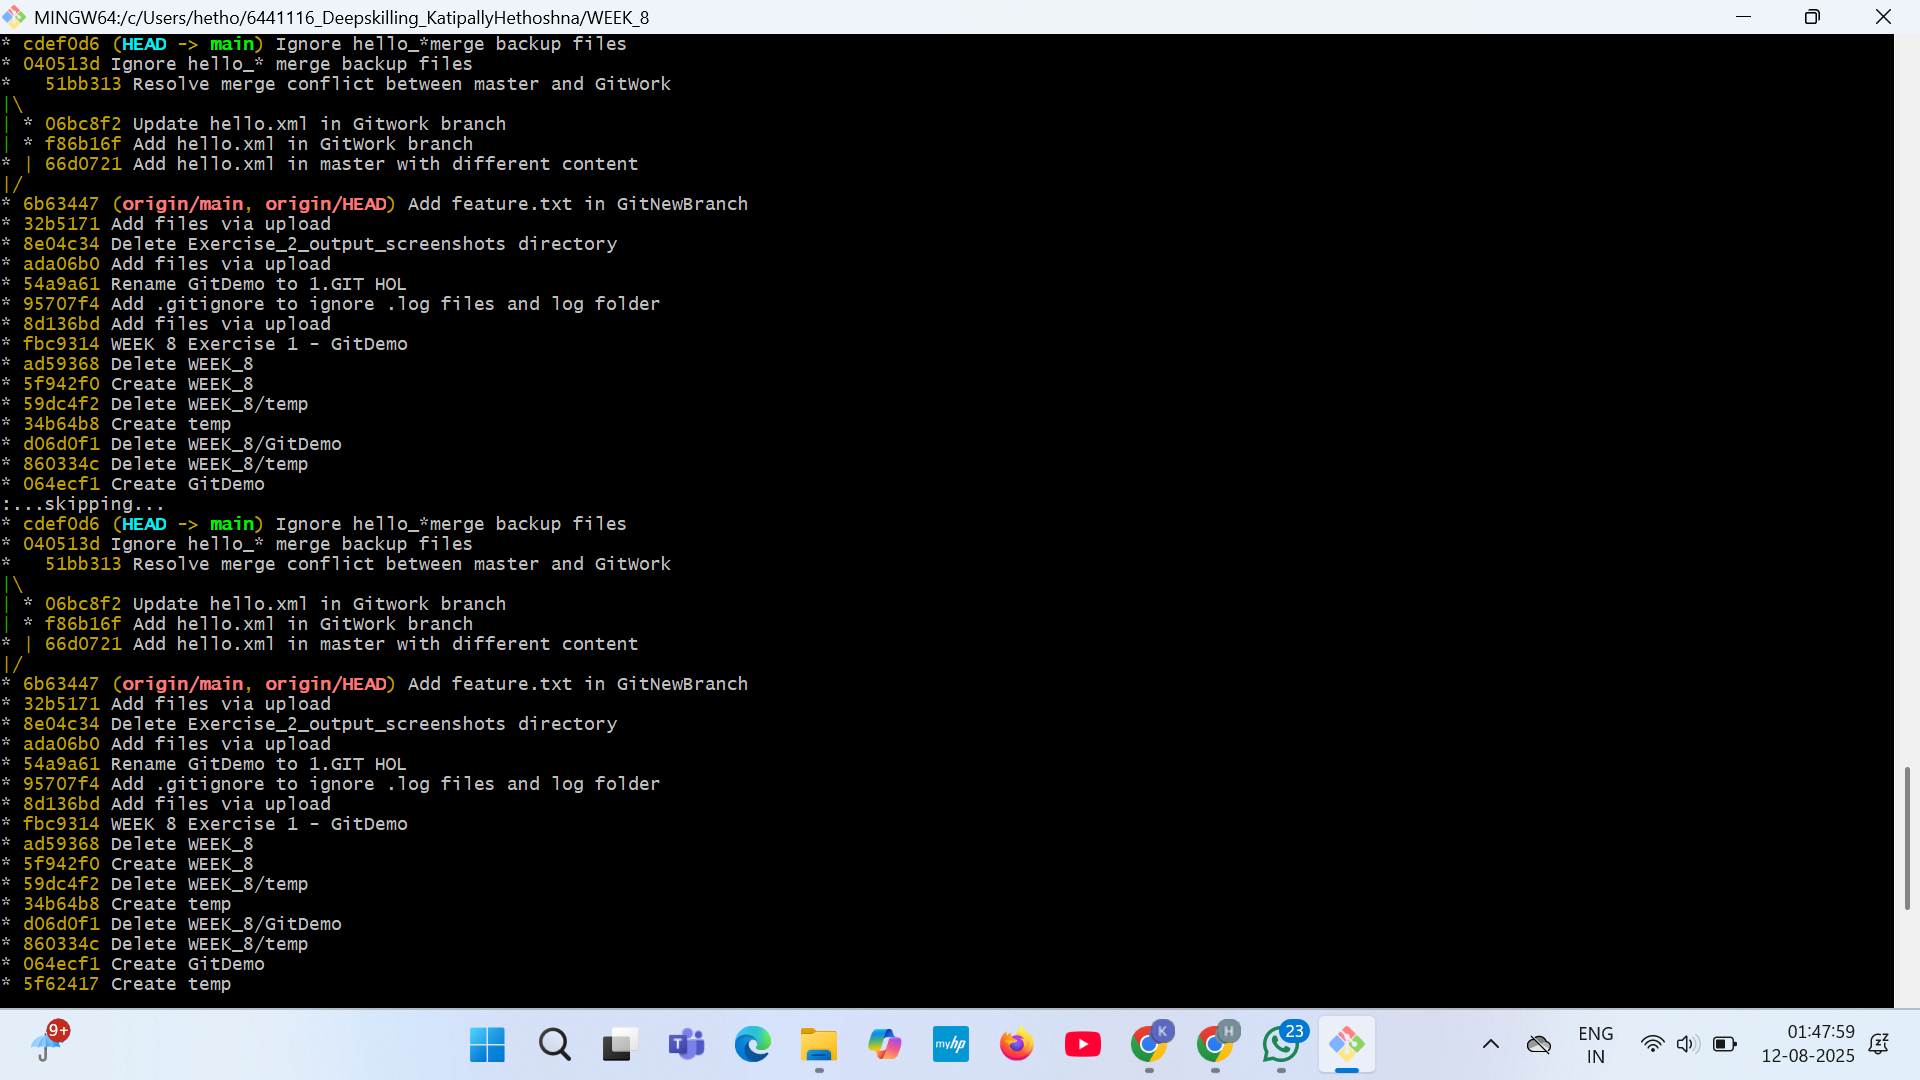 MINGW64:/c/Users/hetho/6441116_Deepskilling_KatipallyHethoshna/WEEK_8
* cdef0d6 (HEAD -> main) Ignore hello_*merge backup files
* 040513d Ignore hello_* merge backup files
*   51bb313 Resolve merge conflict between master and GitWork
|\
| * 06bc8f2 Update hello.xml in Gitwork branch
| * f86b16f Add hello.xml in GitWork branch
* | 66d0721 Add hello.xml in master with different content
|/
* 6b63447 (origin/main, origin/HEAD) Add feature.txt in GitNewBranch
* 32b5171 Add files via upload
* 8e04c34 Delete Exercise_2_output_screenshots directory
* ada06b0 Add files via upload
* 54a9a61 Rename GitDemo to 1.GIT HOL
* 95707f4 Add .gitignore to ignore .log files and log folder
* 8d136bd Add files via upload
* fbc9314 WEEK 8 Exercise 1 - GitDemo
* ad59368 Delete WEEK_8
* 5f942f0 Create WEEK_8
* 59dc4f2 Delete WEEK_8/temp
* 34b64b8 Create temp
* d06d0f1 Delete WEEK_8/GitDemo
* 860334c Delete WEEK_8/temp
* 064ecf1 Create GitDemo
:...skipping...
* cdef0d6 (HEAD -> main) Ignore hello_*merge backup files
* 040513d Ignore hello_* merge backup files
*   51bb313 Resolve merge conflict between master and GitWork
|\
| * 06bc8f2 Update hello.xml in Gitwork branch
| * f86b16f Add hello.xml in GitWork branch
* | 66d0721 Add hello.xml in master with different content
|/
* 6b63447 (origin/main, origin/HEAD) Add feature.txt in GitNewBranch
* 32b5171 Add files via upload
* 8e04c34 Delete Exercise_2_output_screenshots directory
* ada06b0 Add files via upload
* 54a9a61 Rename GitDemo to 1.GIT HOL
* 95707f4 Add .gitignore to ignore .log files and log folder
* 8d136bd Add files via upload
* fbc9314 WEEK 8 Exercise 1 - GitDemo
* ad59368 Delete WEEK_8
* 5f942f0 Create WEEK_8
* 59dc4f2 Delete WEEK_8/temp
* 34b64b8 Create temp
* d06d0f1 Delete WEEK_8/GitDemo
* 860334c Delete WEEK_8/temp
* 064ecf1 Create GitDemo
* 5f62417 Create temp
9+
T
myhp
K
H
23
ENG
IN
01:47:59
12-08-2025